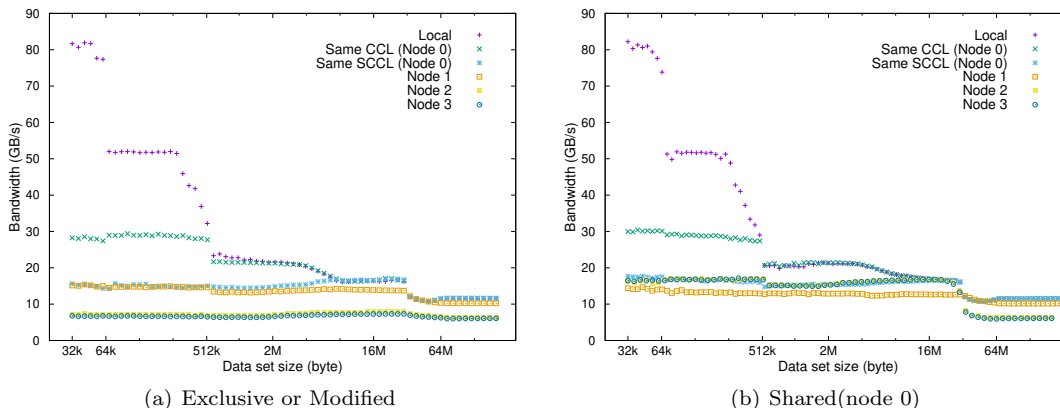 90
80
70
60
50
40
30
20
10
0
Bandwidth (GB/s)
Local
Same CCL (Node 0)
Same SCCL (Node 0)
Node 1
Node 2
Node 3
32k 64k 512k 2M 16M 64M
Data set size (byte)
(a) Exclusive or Modified
90
80
70
60
50
40
30
20
10
0
Bandwidth (GB/s)
Local
Same CCL (Node 0)
Same SCCL (Node 0)
Node 1
Node 2
Node 3
32k 64k 512k 2M 16M 64M
Data set size (byte)
(b) Shared(node 0)